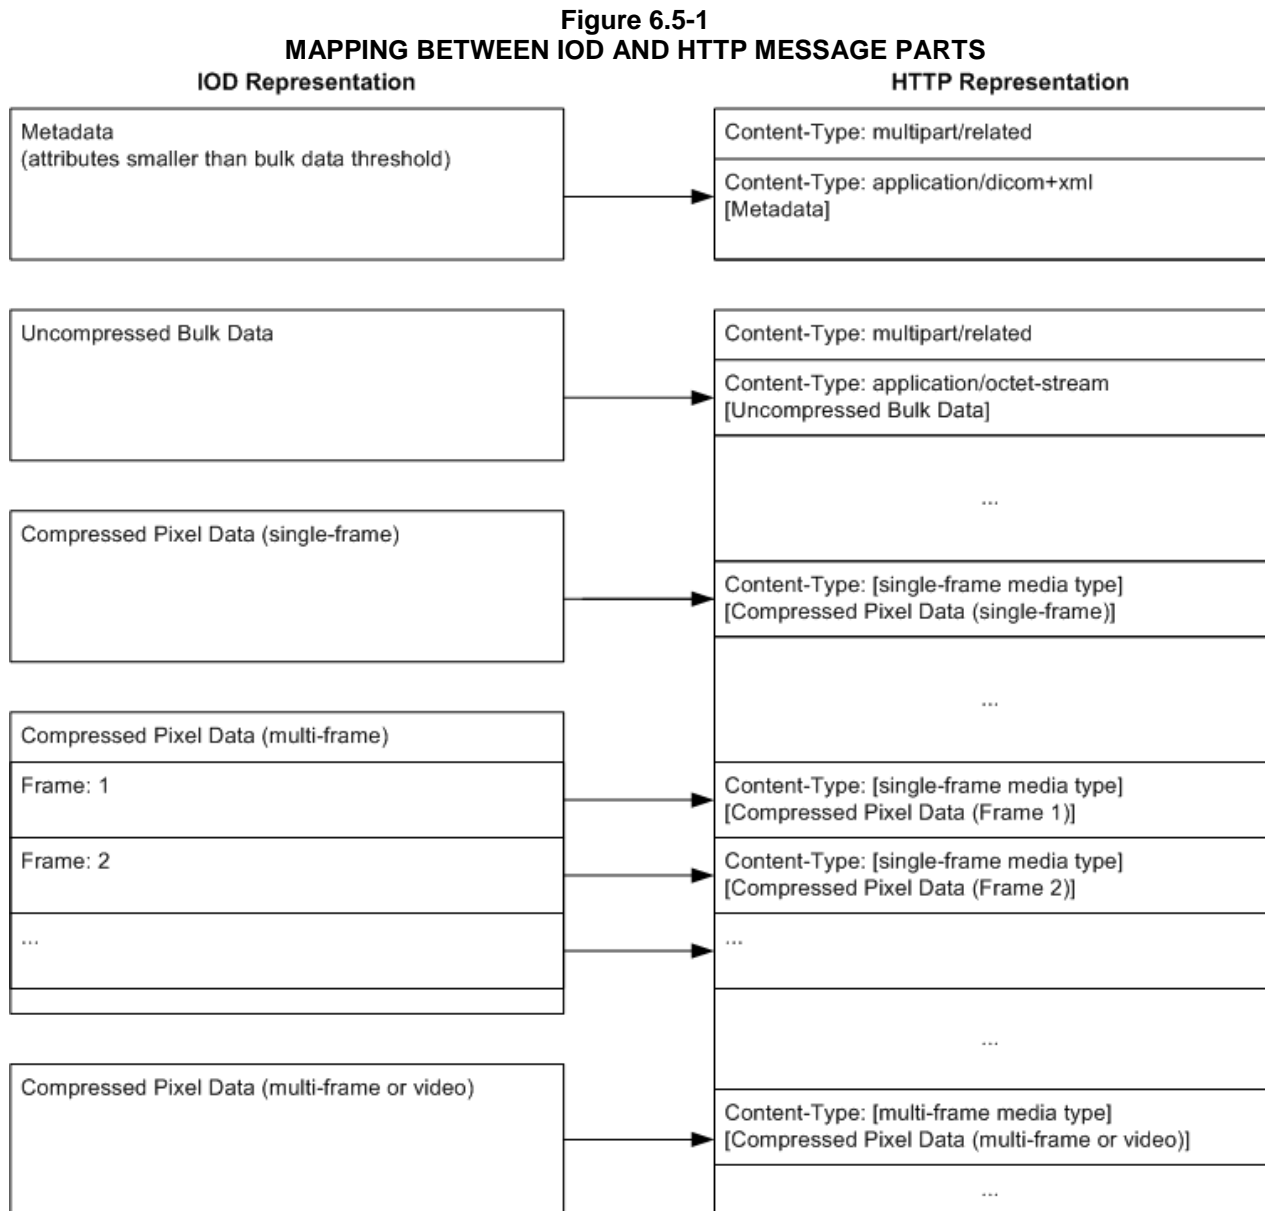 Figure 6.5-1
MAPPING BETWEEN IOD AND HTTP MESSAGE PARTS
IOD Representation
HTTP Representation
Metadata
(attributes smaller than bulk data threshold)
Content-Type: multipart/related
Content-Type: application/dicom+xml
[Metadata]
Uncompressed Bulk Data
Content-Type: multipart/related
Content-Type: application/octet-stream
[Uncompressed Bulk Data]
...
Compressed Pixel Data (single-frame)
Content-Type: [single-frame media type]
[Compressed Pixel Data (single-frame)]
...
Compressed Pixel Data (multi-frame)
Frame: 1
Content-Type: [single-frame media type]
[Compressed Pixel Data (Frame 1)]
Frame: 2
Content-Type: [single-frame media type]
[Compressed Pixel Data (Frame 2)]
...
...
...
Compressed Pixel Data (multi-frame or video)
Content-Type: [multi-frame media type]
[Compressed Pixel Data (multi-frame or video)]
...